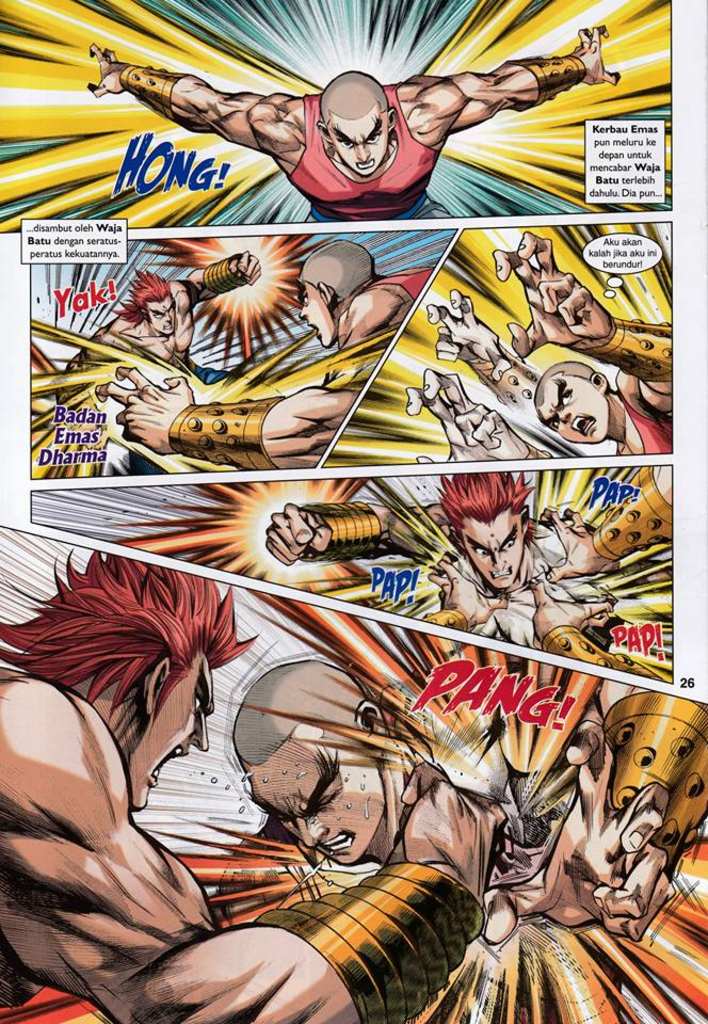 HONG!
Kerbau Emas
pun meluru ke
depan untuk
mencabar Waja
Batu terlebih
dahulu. Dia pun...
...disambut oleh Waja
Batu dengan seratus-
peratus kekuatannya.
Yak!
Badan
Emas
Dharma
Aku akan
kalah jika aku ini
berundur!
PAP!
PAP!
PAP!
26
PANG!